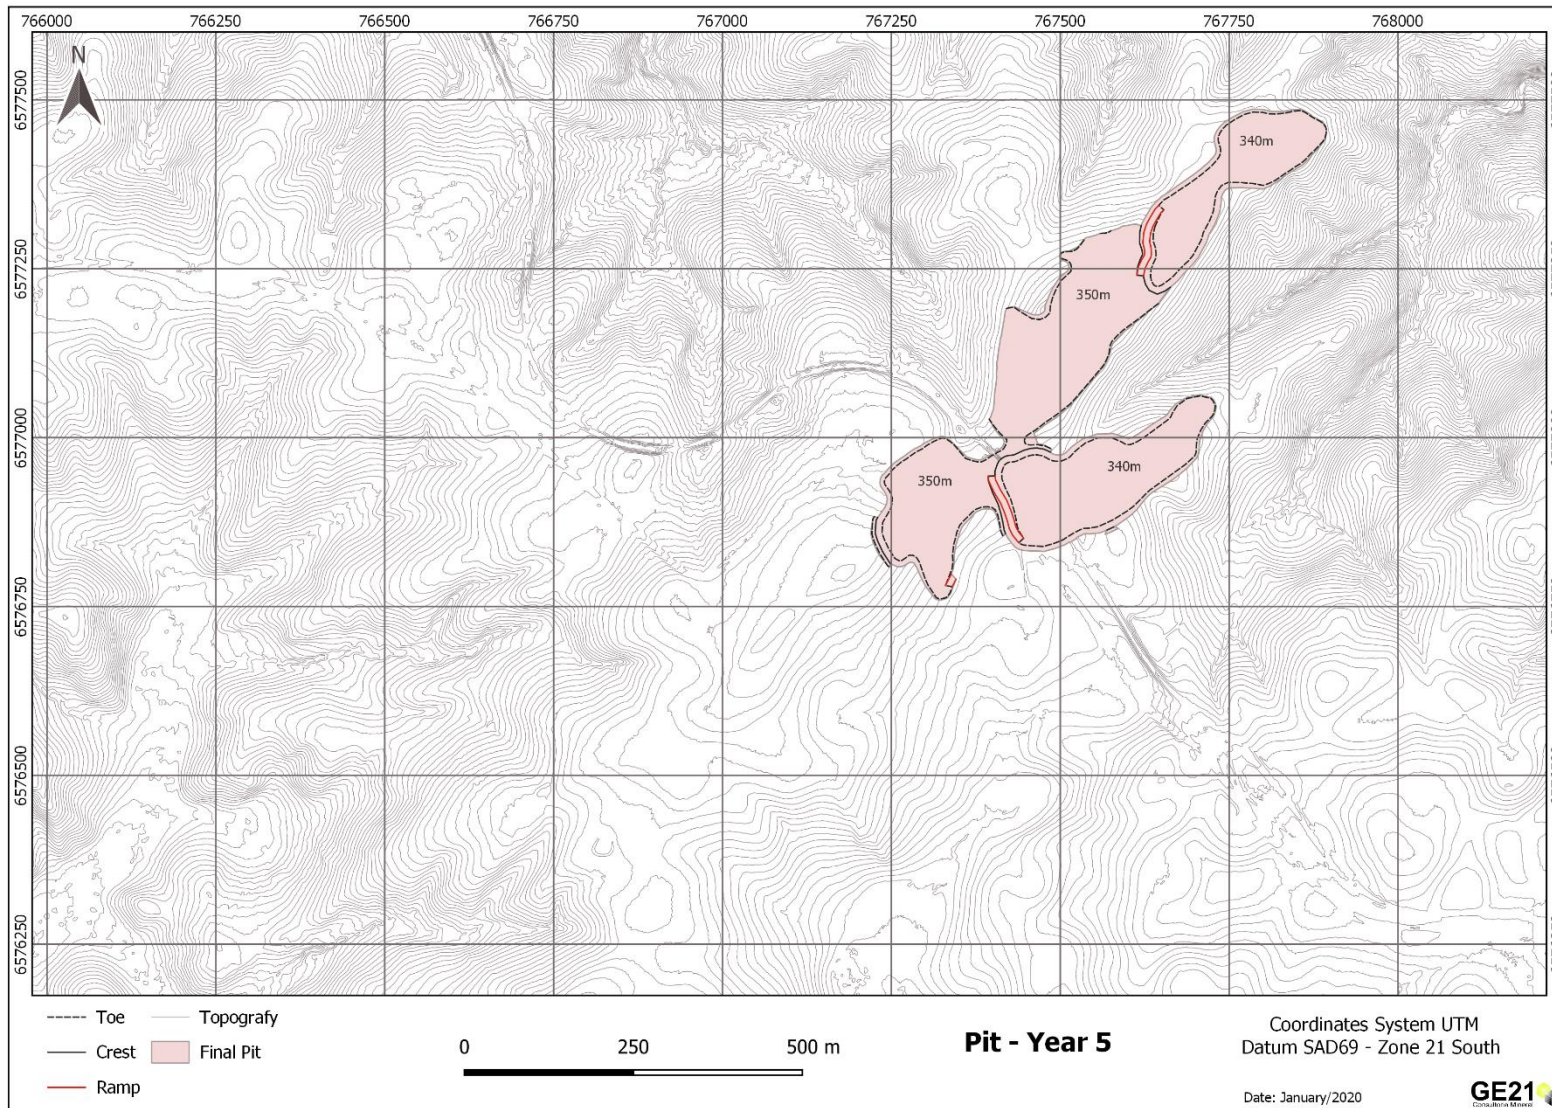 766000 766250 766500 766750 767000 767250 767500 767750 768000
N
6577500
6577250
6577000
6576750
6576500
6576250
340m
350m
340m
350m
Toe
Topografy
Crest
Final Pit
Ramp
0 250 500 m
Pit - Year 5
Coordinates System UTM
Datum SAD69 - Zone 21 South
Date: January/2020
GE21
Consultoria Mineral